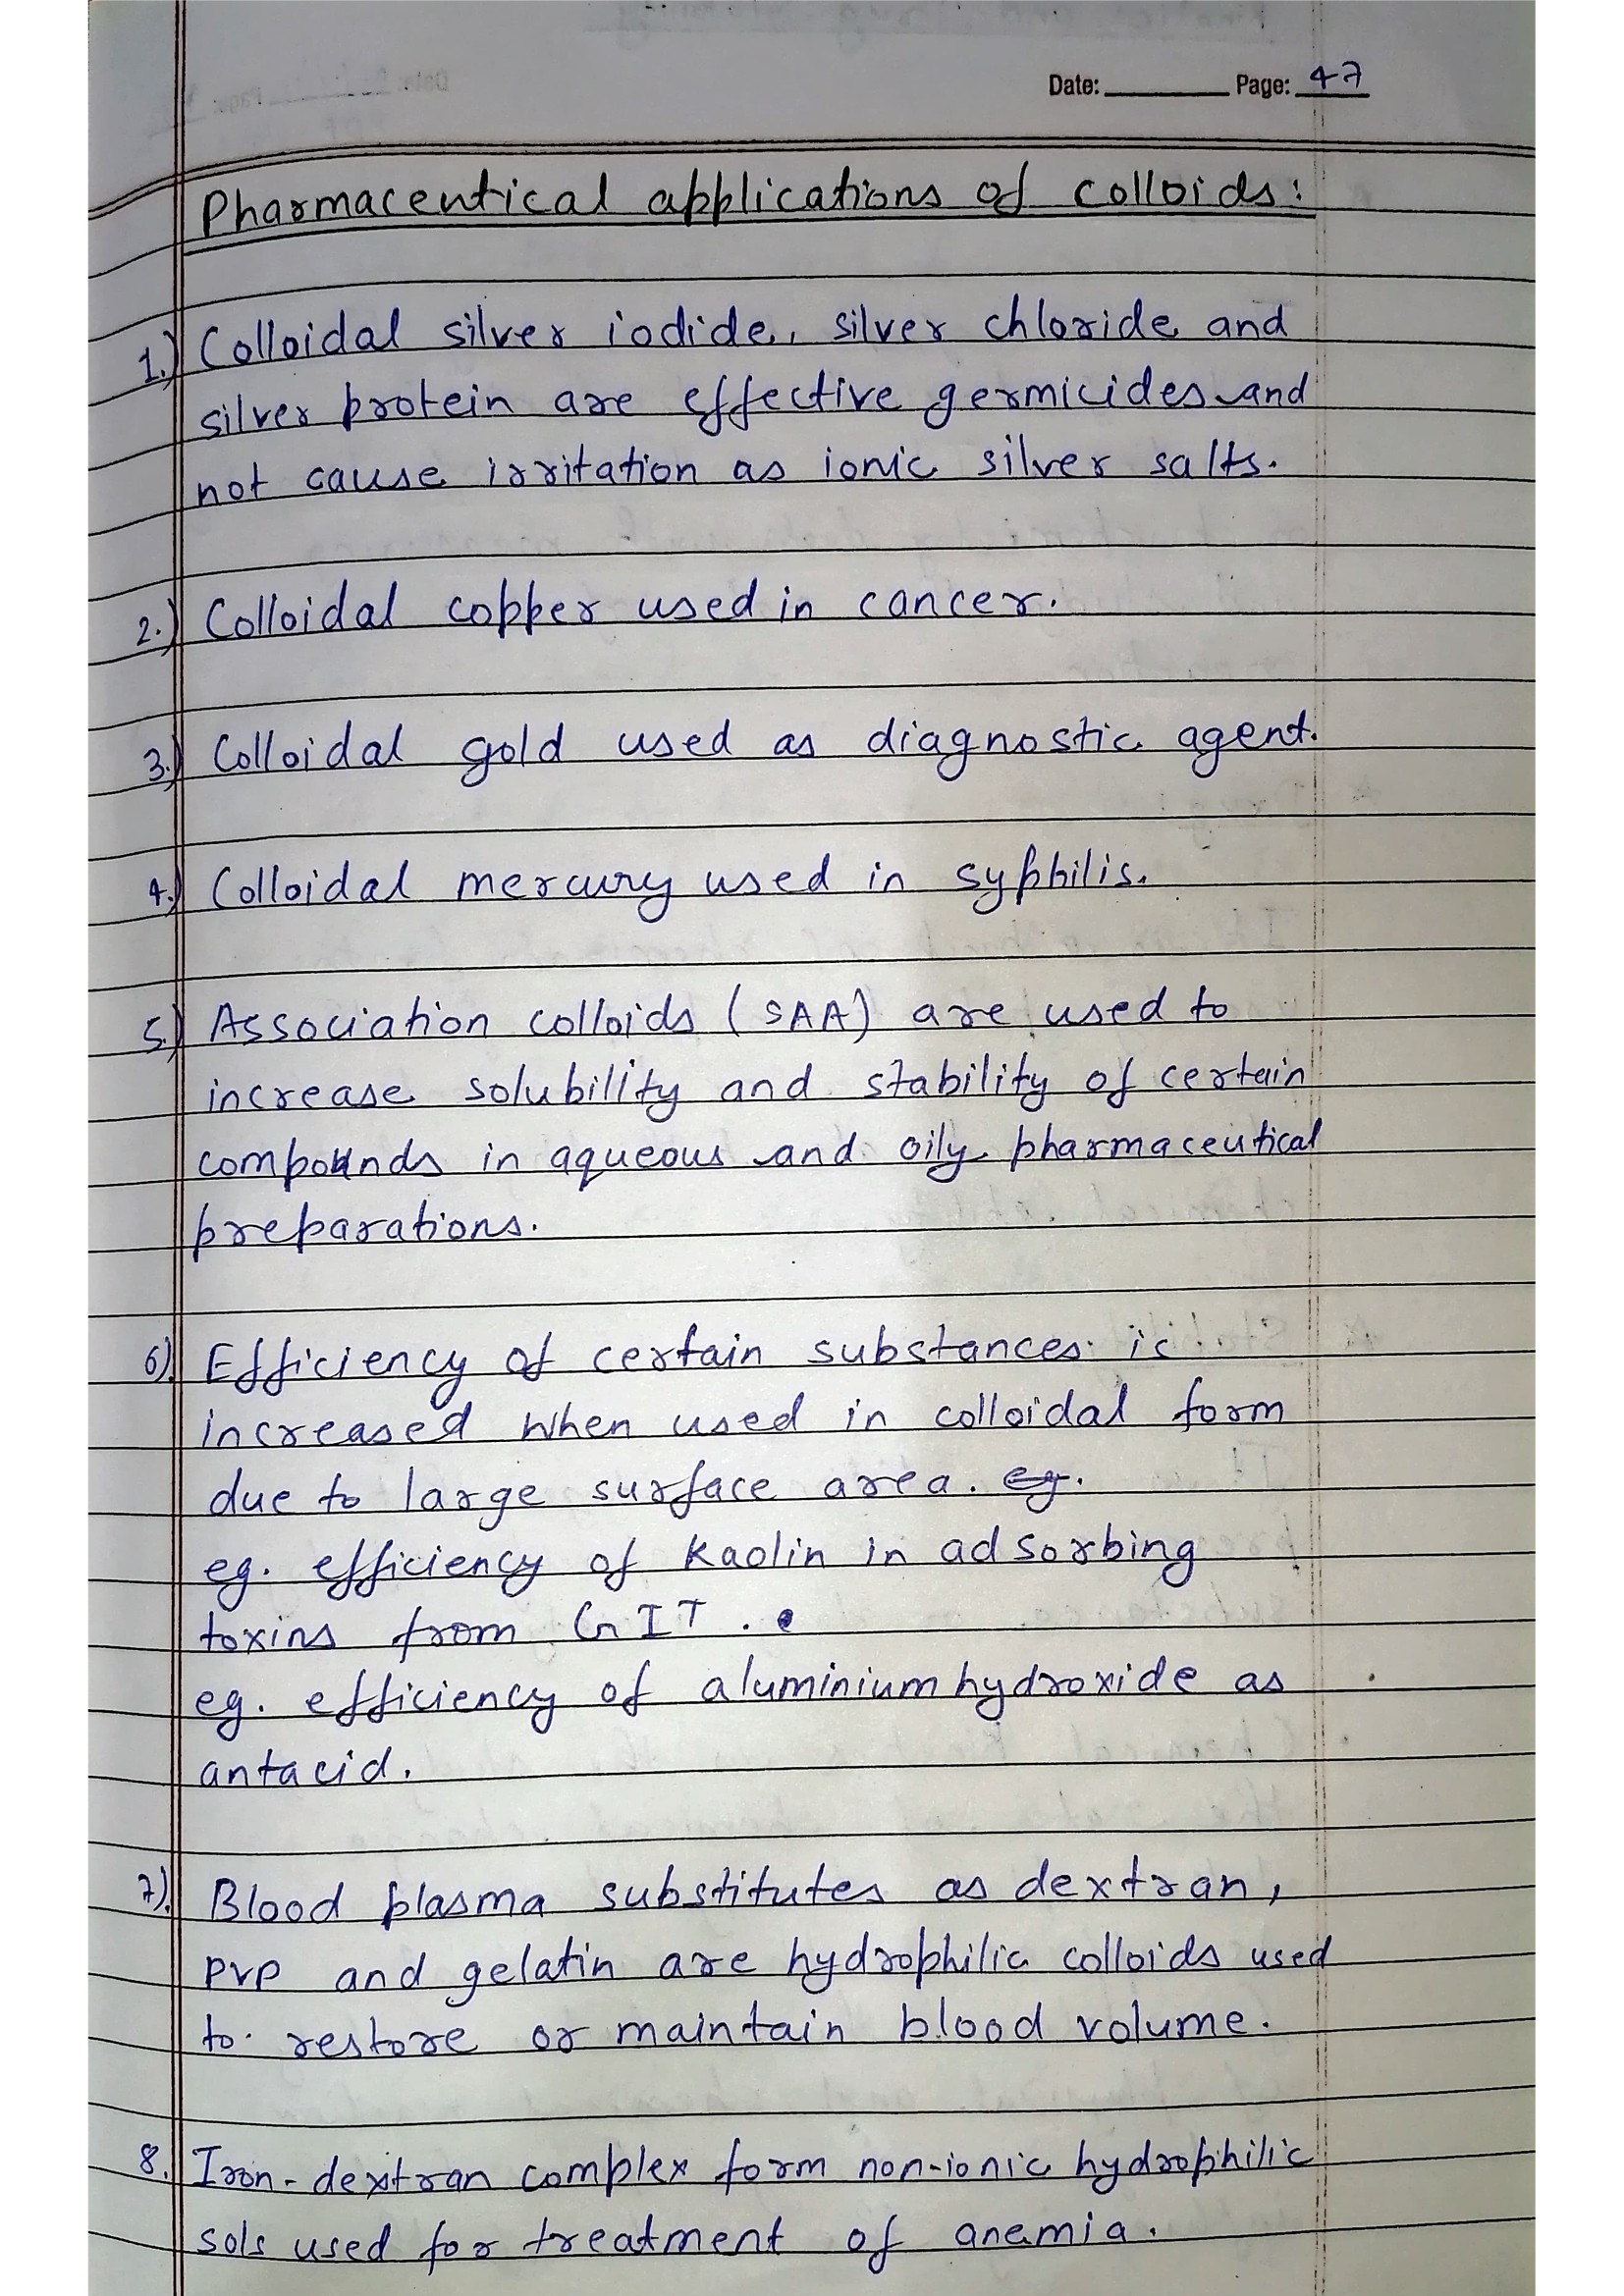 Date: Page: 47
Pharmaceutical applications of colloids:
1.) Colloidal silver iodide, silver chloride and
silver protein are effective germicides and
not cause irritation as ionic silver salts.
2.) Colloidal copper used in cancer.
3.) Colloidal gold used as diagnostic agent.
4.) Colloidal mercury used in syphilis.
5.) Association colloids (SAA) are used to
increase solubility and stability of certain
compounds in aqueous and oily pharmaceutical
preparations.
6.) Efficiency of certain substances is
increased when used in colloidal form
due to large surface area. eg.
eg. efficiency of Kaolin in adsorbing
toxins from GIT.
eg. efficiency of aluminium hydroxide as
antacid.
7.) Blood plasma substitutes as dextran,
PVP and gelatin are hydrophilic colloids used
to restore or maintain blood volume.
8. Iron-dextran complex form non-ionic hydrophilic
sols used for treatment of anemia.